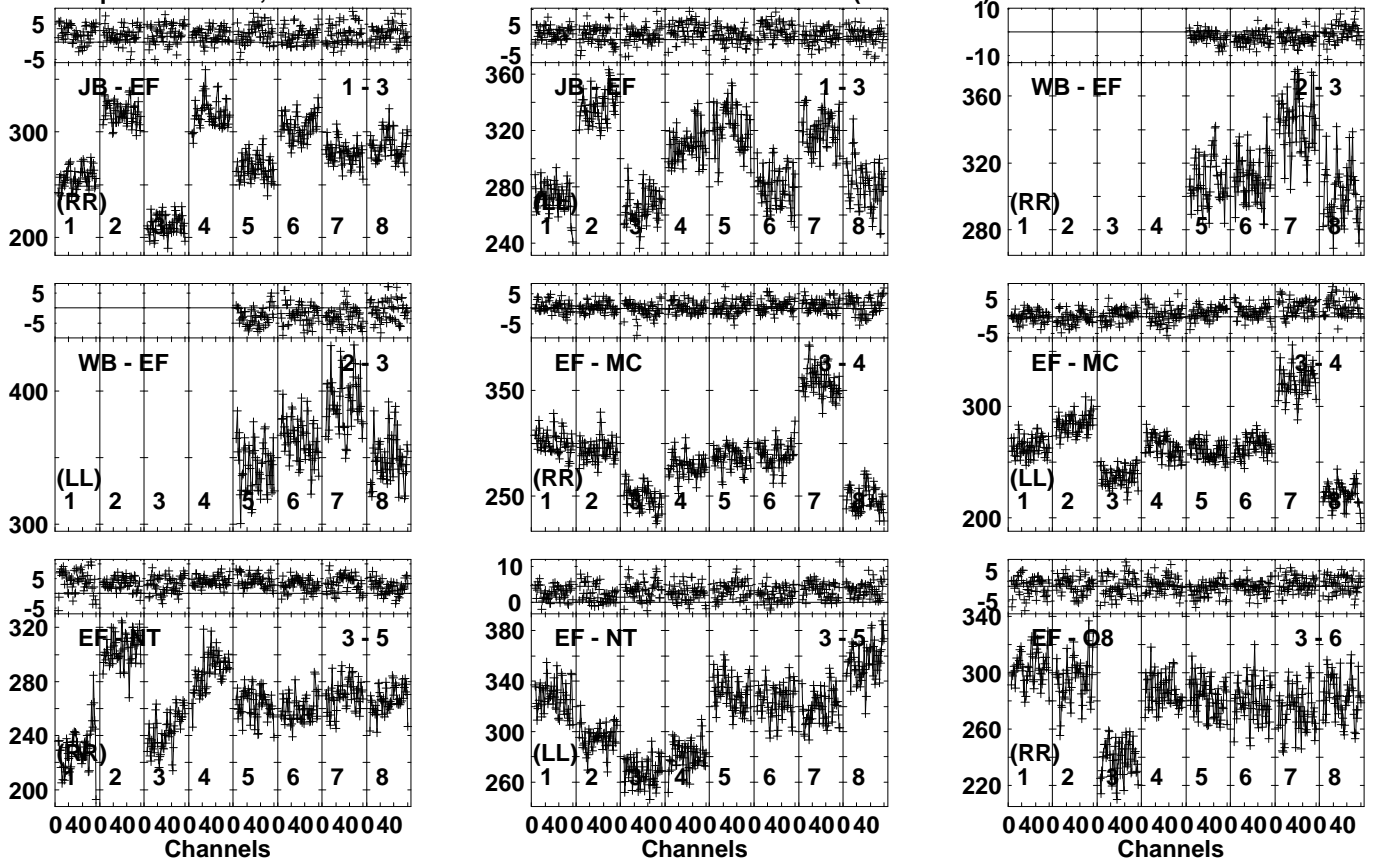 5 5 10
-5 -5 -10
JB - EF 1 - 3
300
(RR)
1 2 3 4 5 6 7 8
200
360 JB - EF 1 - 3
320
280
(LL)
1 2 3 4 5 6 7 8
240
360 WB - EF 2 - 3
320
(RR)
1 2 3 4 5 6 7 8
280
5
-5
WB - EF 2 - 3
400
(LL)
1 2 3 4 5 6 7 8
300
5
-5
EF - MC 3 - 4
350
(RR)
250 1 2 3 4 5 6 7 8
5
-5
EF - MC 3 - 4
300
(LL)
1 2 3 4 5 6 7 8
200
5
-5
320 EF - NT 3 - 5
280
240
(RR)
1 2 3 4 5 6 7 8
200
0 40 0 40 0 40 0 40 0 40 0 40 0 40 0 40
Channels
10
0
380 EF - NT 3 - 5
340
300
(LL)
260 1 2 3 4 5 6 7 8
0 40 0 40 0 40 0 40 0 40 0 40 0 40 0 40
Channels
5
-5
340 EF - O8 3 - 6
300
260
(RR)
220 1 2 3 4 5 6 7 8
0 40 0 40 0 40 0 40 0 40 0 40 0 40 0 40
Channels